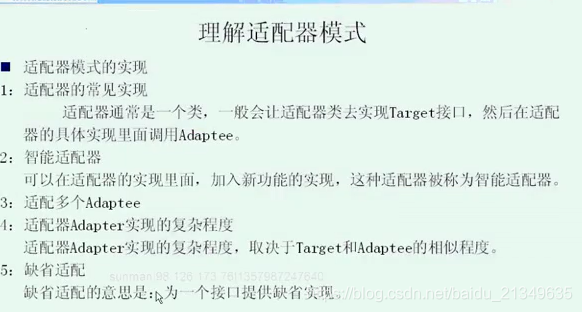 理解适配器模式
■ 适配器模式的实现
1：适配器的常见实现
适配器通常是一个类，一般会让适配器类去实现Target接口，然后在适配
器的具体实现里面调用Adaptee。
2：智能适配器
可以在适配器的实现里面，加入新功能的实现，这种适配器被称为智能适配器。
3：适配多个Adaptee
4：适配器Adapter实现的复杂程度
适配器Adapter实现的复杂程度，取决于Target和Adaptee的相似程度。
5：缺省适配
缺省适配的意思是：为一个接口提供缺省实现。
https://blog.csdn.net/baidu_21349635